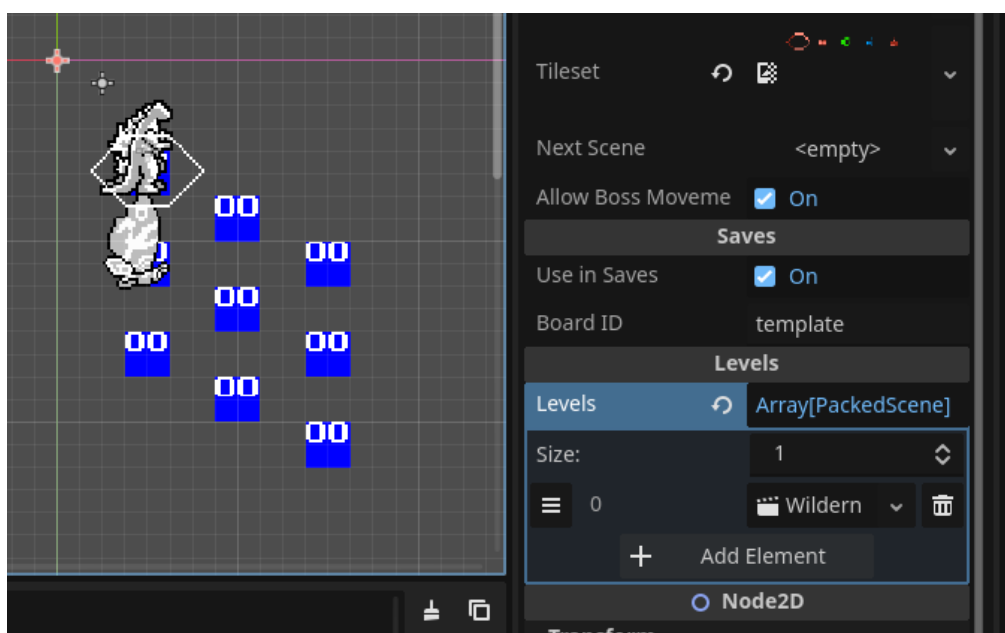 Tileset
Next Scene <empty>
Allow Boss Moveme On
Saves
Use in Saves On
Board ID template
Levels
Levels Array[PackedScene]
Size: 1
0 Wildern
Add Element
Node2D
Transform